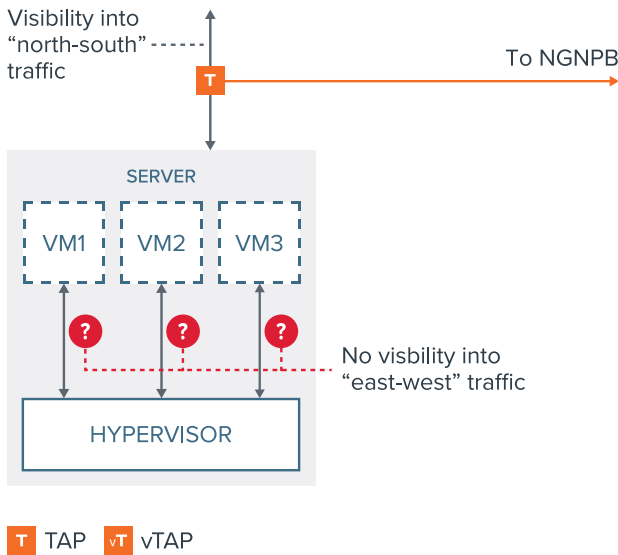 Visibility into
“north-south”
traffic
T
To NGNPB
SERVER
VM1 VM2 VM3
? ? ?
No visbility into
“east-west” traffic
HYPERVISOR
T TAP vT vTAP